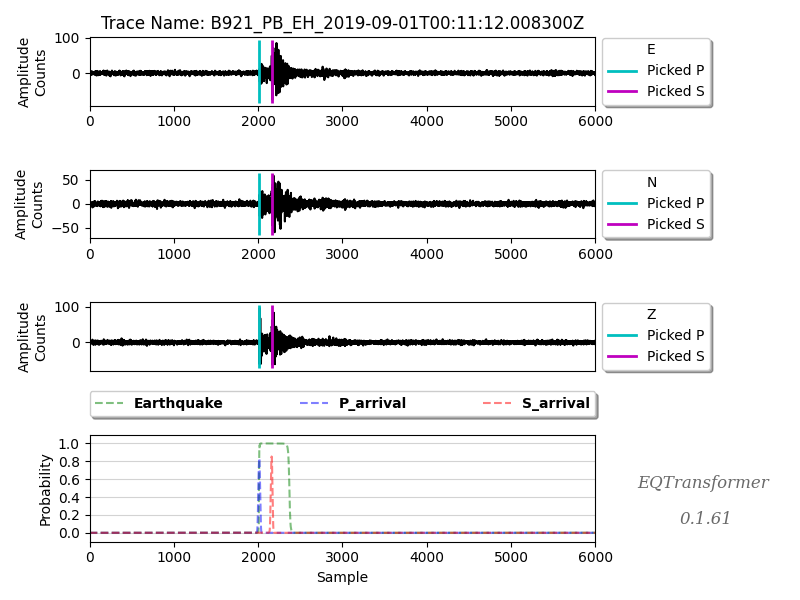 Trace Name: B921_PB_EH_2019-09-01T00:11:12.008300Z
100
0
Amplitude
Counts
0 1000 2000 3000 4000 5000 6000
E
Picked P
Picked S
50
0
−50
Amplitude
Counts
0 1000 2000 3000 4000 5000 6000
N
Picked P
Picked S
100
0
Amplitude
Counts
Z
Picked P
Picked S
Earthquake P_arrival S_arrival
1.0
0.8
0.6
0.4
0.2
0.0
Probability
0 1000 2000 3000 4000 5000 6000
Sample
EQTransformer
0.1.61